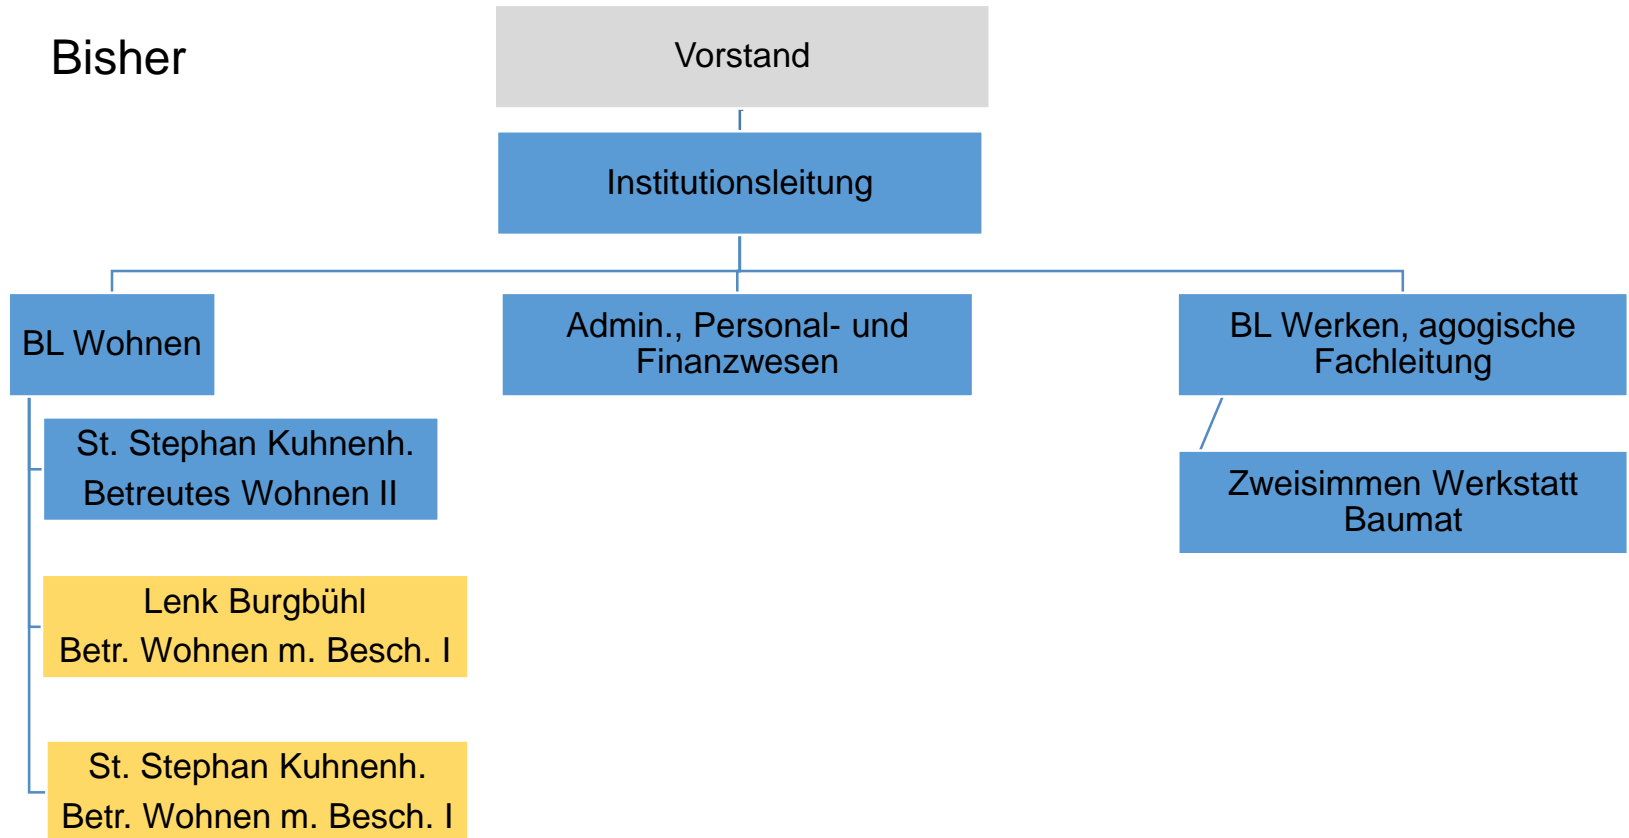 Bisher
Vorstand
Institutionsleitung
BL Wohnen
Admin., Personal- und
Finanzwesen
BL Werken, agogische
Fachleitung
St. Stephan Kuhnenh.
Betreutes Wohnen II
Zweisimmen Werkstatt
Baumat
Lenk Burgbühl
Betr. Wohnen m. Besch. I
St. Stephan Kuhnenh.
Betr. Wohnen m. Besch. I